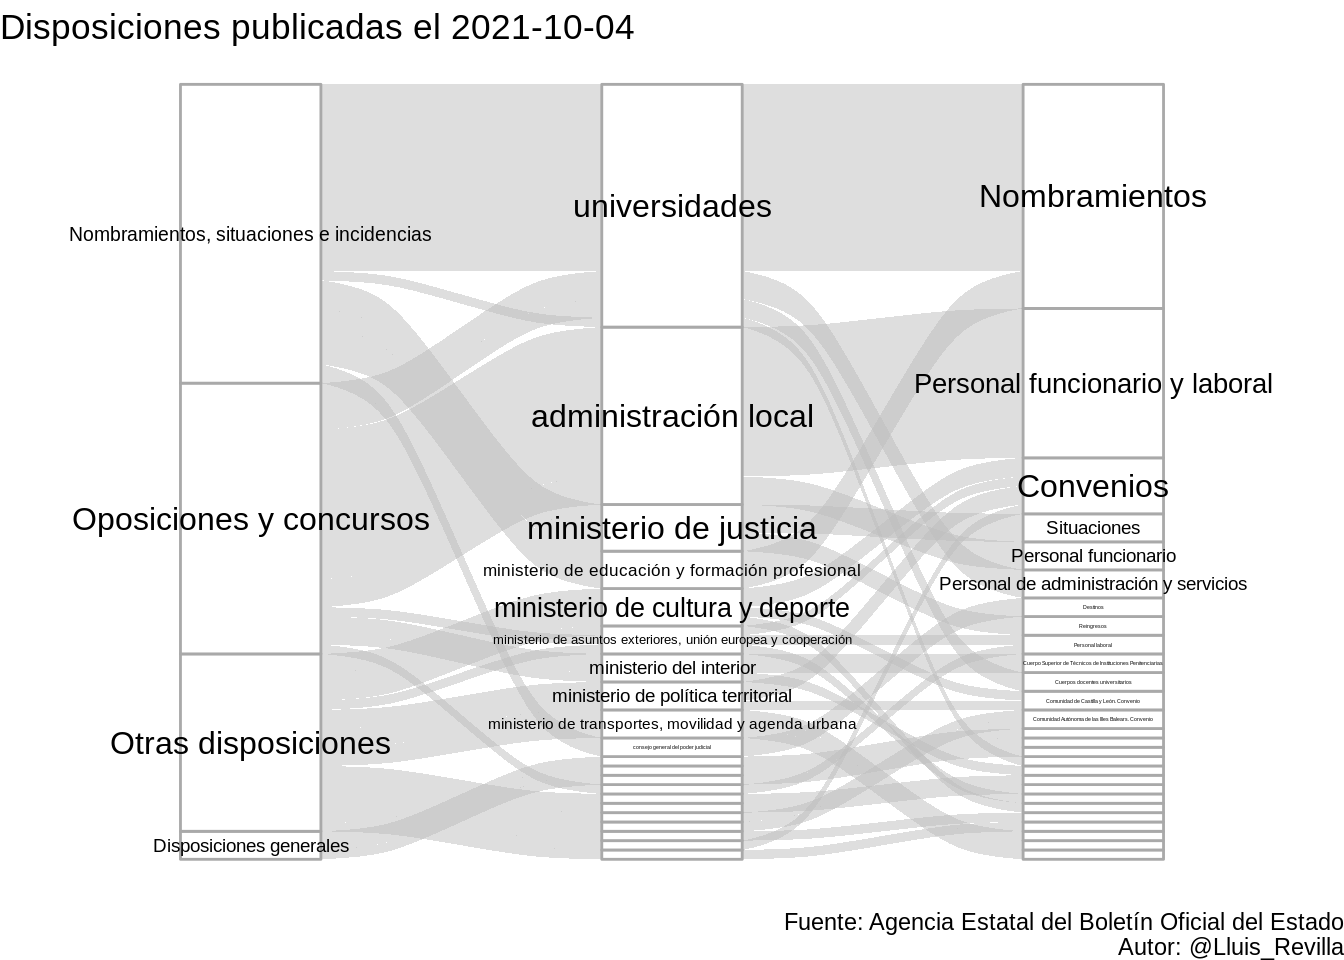 Disposiciones publicadas el 2021-10-04
Nombramientos, situaciones e incidencias
Oposiciones y concursos
Otras disposiciones
Disposiciones generales
universidades
administración local
ministerio de justicia
ministerio de educación y formación profesional
ministerio de cultura y deporte
ministerio de asuntos exteriores, unión europea y cooperación
ministerio del interior
ministerio de política territorial
ministerio de transportes, movilidad y agenda urbana
consejo general del poder judicial
Nombramientos
Personal funcionario y laboral
Convenios
Situaciones
Personal funcionario
Personal de administración y servicios
Destinos
Reingresos
Personal laboral
Cuerpo Superior de Técnicos de Instituciones Penitenciarias
Cuerpos docentes universitarios
Comunidad de Castilla y León. Convenio
Comunidad Autónoma de las Illes Balears. Convenio
Fuente: Agencia Estatal del Boletín Oficial del Estado
Autor: @Lluis_Revilla